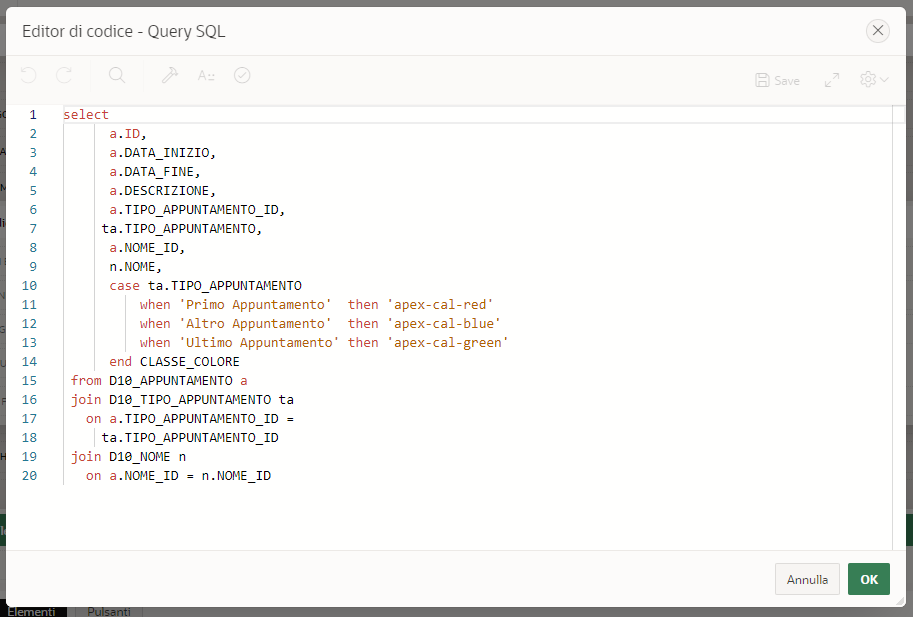 Editor di codice - Query SQL
Save
1 select
2 a.ID,
3 a.DATA_INIZIO,
4 a.DATA_FINE,
5 a.DESCRIZIONE,
6 a.TIPO_APPUNTAMENTO_ID,
7 ta.TIPO_APPUNTAMENTO,
8 a.NOME_ID,
9 n.NOME,
10 case ta.TIPO_APPUNTAMENTO
11 when 'Primo Appuntamento'  then 'apex-cal-red'
12 when 'Altro Appuntamento'  then 'apex-cal-blue'
13 when 'Ultimo Appuntamento' then 'apex-cal-green'
14 end CLASSE_COLORE
15 from D10_APPUNTAMENTO a
16 join D10_TIPO_APPUNTAMENTO ta
17 on a.TIPO_APPUNTAMENTO_ID =
18 ta.TIPO_APPUNTAMENTO_ID
19 join D10_NOME n
20 on a.NOME_ID = n.NOME_ID
Annulla OK
Elementi Pulsanti